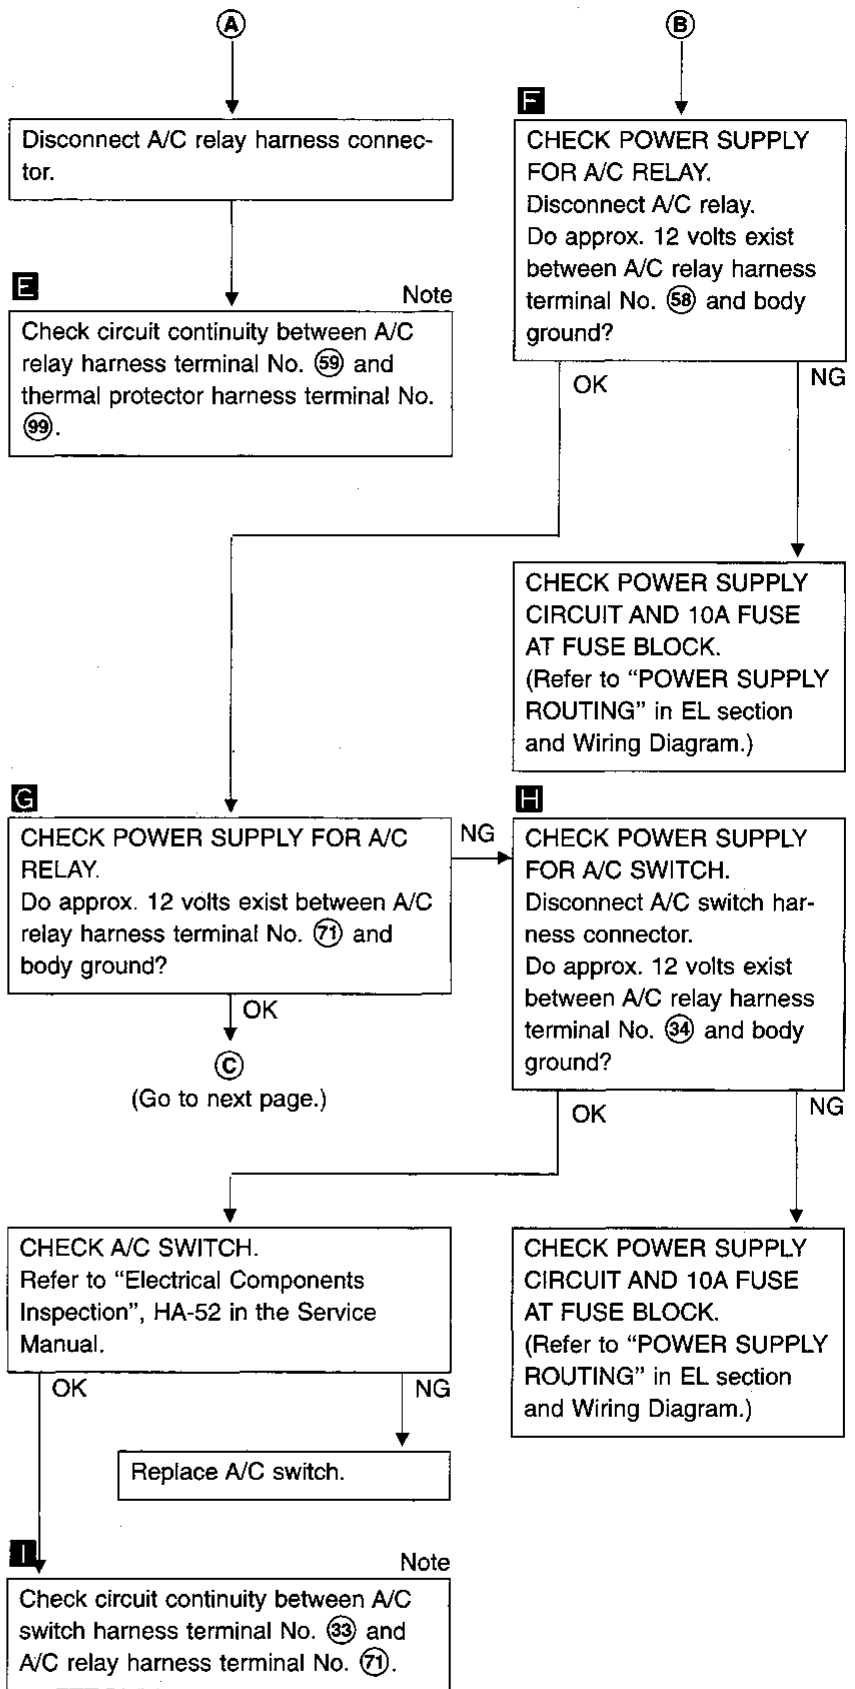 A
Disconnect A/C relay harness connec-
tor.
E
Note
Check circuit continuity between A/C
relay harness terminal No. 59 and
thermal protector harness terminal No.
99.
B
F
CHECK POWER SUPPLY
FOR A/C RELAY.
Disconnect A/C relay.
Do approx. 12 volts exist
between A/C relay harness
terminal No. 58 and body
ground?
OK
NG
CHECK POWER SUPPLY
CIRCUIT AND 10A FUSE
AT FUSE BLOCK.
(Refer to “POWER SUPPLY
ROUTING” in EL section
and Wiring Diagram.)
G
CHECK POWER SUPPLY FOR A/C
RELAY.
Do approx. 12 volts exist between A/C
relay harness terminal No. 71 and
body ground?
NG
OK
C
(Go to next page.)
H
CHECK POWER SUPPLY
FOR A/C SWITCH.
Disconnect A/C switch har-
ness connector.
Do approx. 12 volts exist
between A/C relay harness
terminal No. 34 and body
ground?
OK
NG
CHECK A/C SWITCH.
Refer to “Electrical Components
Inspection”, HA-52 in the Service
Manual.
OK
NG
Replace A/C switch.
CHECK POWER SUPPLY
CIRCUIT AND 10A FUSE
AT FUSE BLOCK.
(Refer to “POWER SUPPLY
ROUTING” in EL section
and Wiring Diagram.)
I
Note
Check circuit continuity between A/C
switch harness terminal No. 33 and
A/C relay harness terminal No. 71.